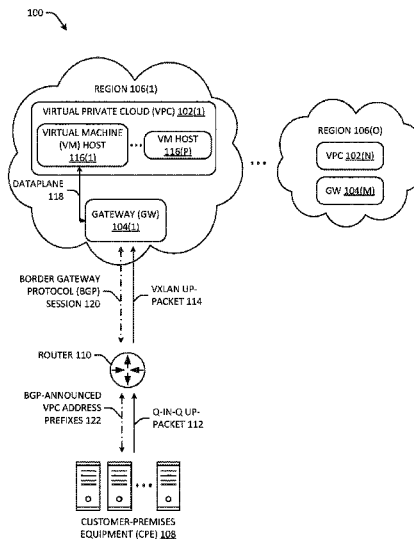 100
REGION 106(1)
VIRTUAL PRIVATE CLOUD (VPC) 102(1)
VIRTUAL MACHINE
(VM) HOST
116(1)
...
VM HOST
116(P)
DATAPLANE
118
GATEWAY (GW)
104(1)
...
REGION 106(O)
VPC 102(N)
GW 104(M)
BORDER GATEWAY
PROTOCOL (BGP)
SESSION 120
VXLAN UP-
PACKET 114
ROUTER 110
BGP-ANNOUNCED
VPC ADDRESS
PREFIXES 122
Q-IN-Q UP-
PACKET 112
...
CUSTOMER-PREMISES
EQUIPMENT (CPE) 108